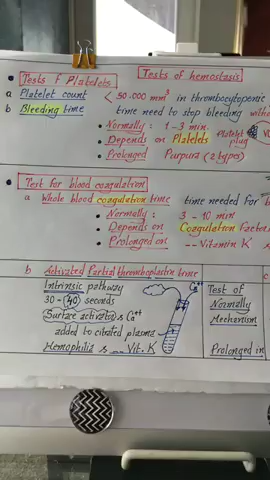 Tests of hemostasis
• Tests F Platelets
a Platelet count < 50.000 mm³ in thrombocytopenic
b Bleeding time time need to stop bleeding
• Normally: 1-3 min.
• Depends on Platelets
Platelet plug
• Prolonged Purpura (2 types)
• Test for blood coagulation
a Whole blood coagulation time time needed for
• Normally: 3 - 10 min
• Depends on Coagulation Factors
• Prolonged on -- Vitamin K
b Activated Partial thromboplastin time
Intrinsic pathway
30 - 40 seconds
Surface activator & Ca++
added to citrated plasma
Hemophilia & -- Vit. K
Ca++
Test of
Normally
Mechanism
Prolonged in